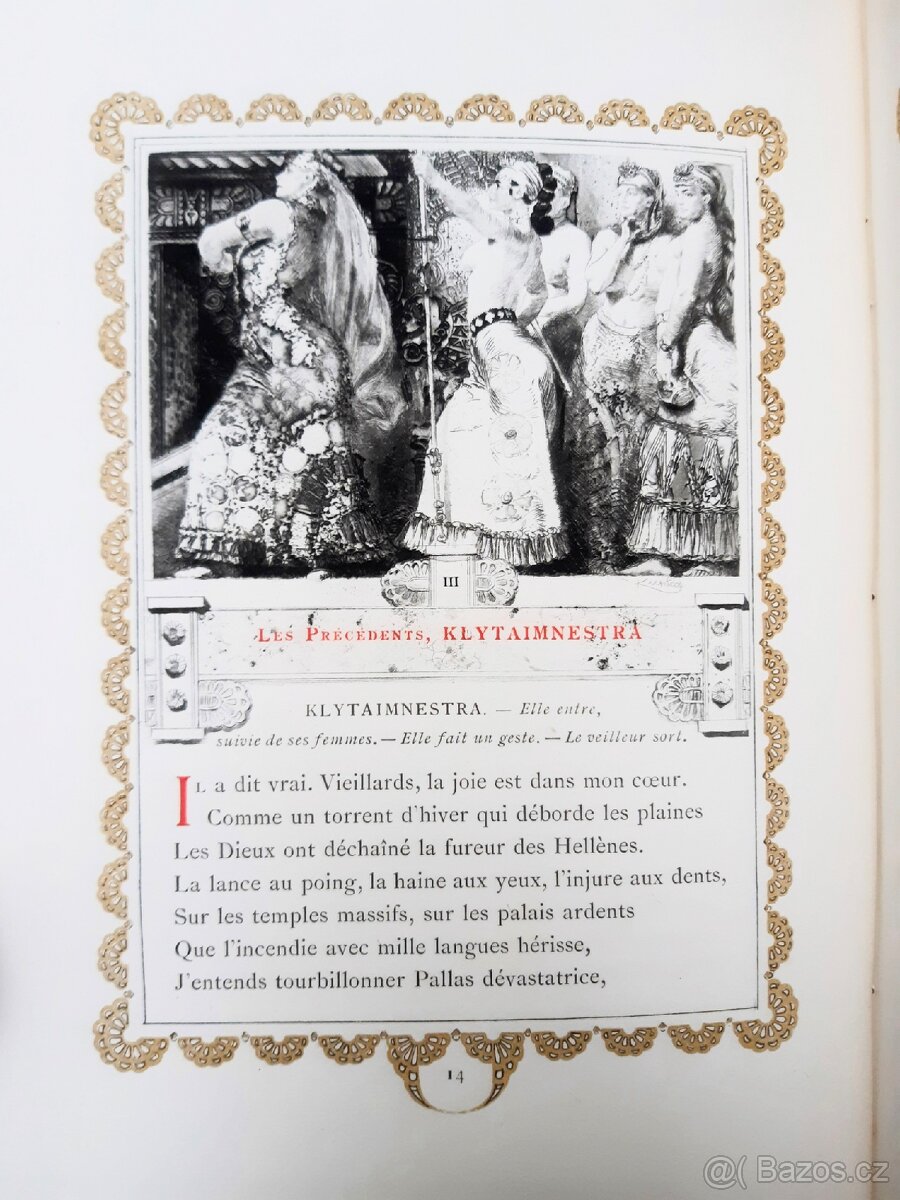 III
LES PRÉCÉDENTS, KLYTAIMNESTRA
KLYTAIMNESTRA. — Elle entre,
suivie de ses femmes. — Elle fait un geste. — Le veilleur sort.
IL a dit vrai. Vieillards, la joie est dans mon cœur.
Comme un torrent d'hiver qui déborde les plaines
Les Dieux ont déchaîné la fureur des Hellènes.
La lance au poing, la haine aux yeux, l'injure aux dents,
Sur les temples massifs, sur les palais ardents
Que l'incendie avec mille langues hérisse,
J'entends tourbillonner Pallas dévastatrice,
14
@( Bazos.cz